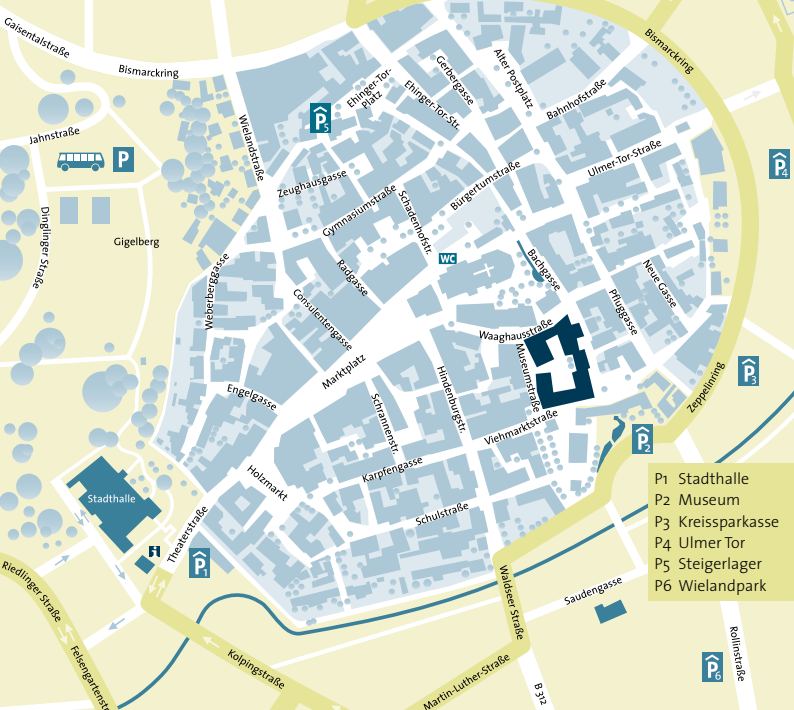 Gaisentalstraße
Bismarckring
Bismarckring
Jahnstraße
P
Dinglinger Straße
Gigelberg
Wielandstraße
P5
Ehinger-Tor-
Platz
Ehinger-Tor-Str.
Gerbergasse
Alter Postplatz
Bahnhofstraße
Ulmer-Tor-Straße
P4
Zeughausgasse
Gymnasiumstraße
Schadenhofstr.
Bürgertumstraße
WC
Bachgasse
Neue Gasse
Pfluggasse
Radgasse
Weberberggasse
Consulentengasse
Marktplatz
Waaghausstraße
Museumstraße
Engelgasse
Schrannenstr.
Hindenburgstr.
Viehmarktstraße
Zeppelinring
P3
P2
Karpfengasse
Holzmarkt
Schulstraße
Stadthalle
i
Theaterstraße
P1
P1 Stadthalle
P2 Museum
P3 Kreissparkasse
P4 Ulmer Tor
P5 Steigerlager
P6 Wielandpark
Riedlinger Straße
Felsengartenstr
Kolpingstraße
Waldseer Straße
Saudengasse
Martin-Luther-Straße
B 312
P6
Rollinstraße